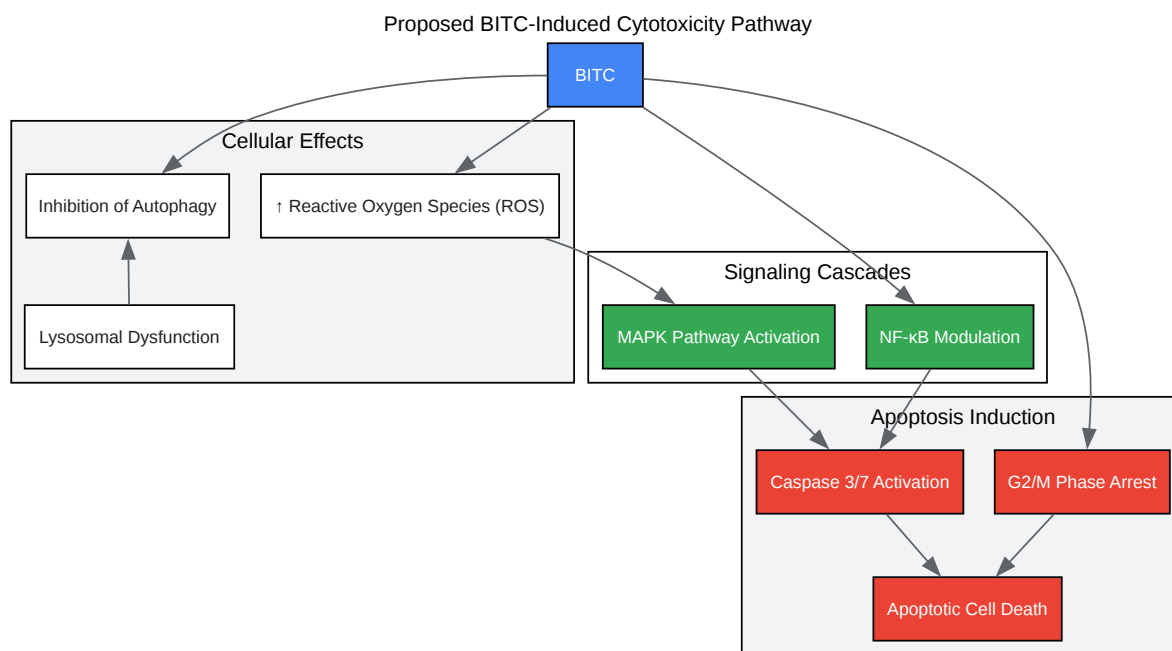 Proposed BITC-Induced Cytotoxicity Pathway
BITC
Cellular Effects
Inhibition of Autophagy
↑ Reactive Oxygen Species (ROS)
Lysosomal Dysfunction
Signaling Cascades
MAPK Pathway Activation
NF-κB Modulation
Apoptosis Induction
Caspase 3/7 Activation
G2/M Phase Arrest
Apoptotic Cell Death